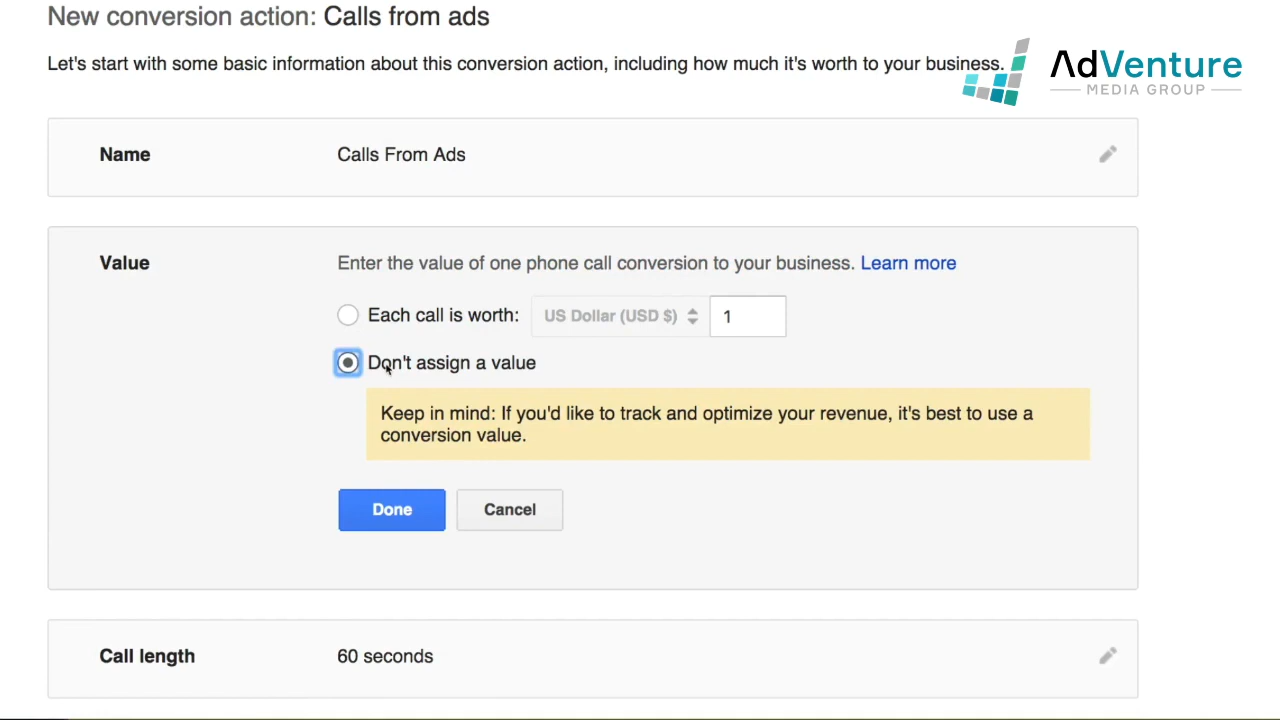 New conversion action: Calls from ads
Let's start with some basic information about this conversion action, including how much it's worth to your business.
AdVenture
MEDIA GROUP
Name
Calls From Ads
Value
Enter the value of one phone call conversion to your business. Learn more
Each call is worth: US Dollar (USD $) 1
Don't assign a value
Keep in mind: If you'd like to track and optimize your revenue, it's best to use a
conversion value.
Done Cancel
Call length
60 seconds